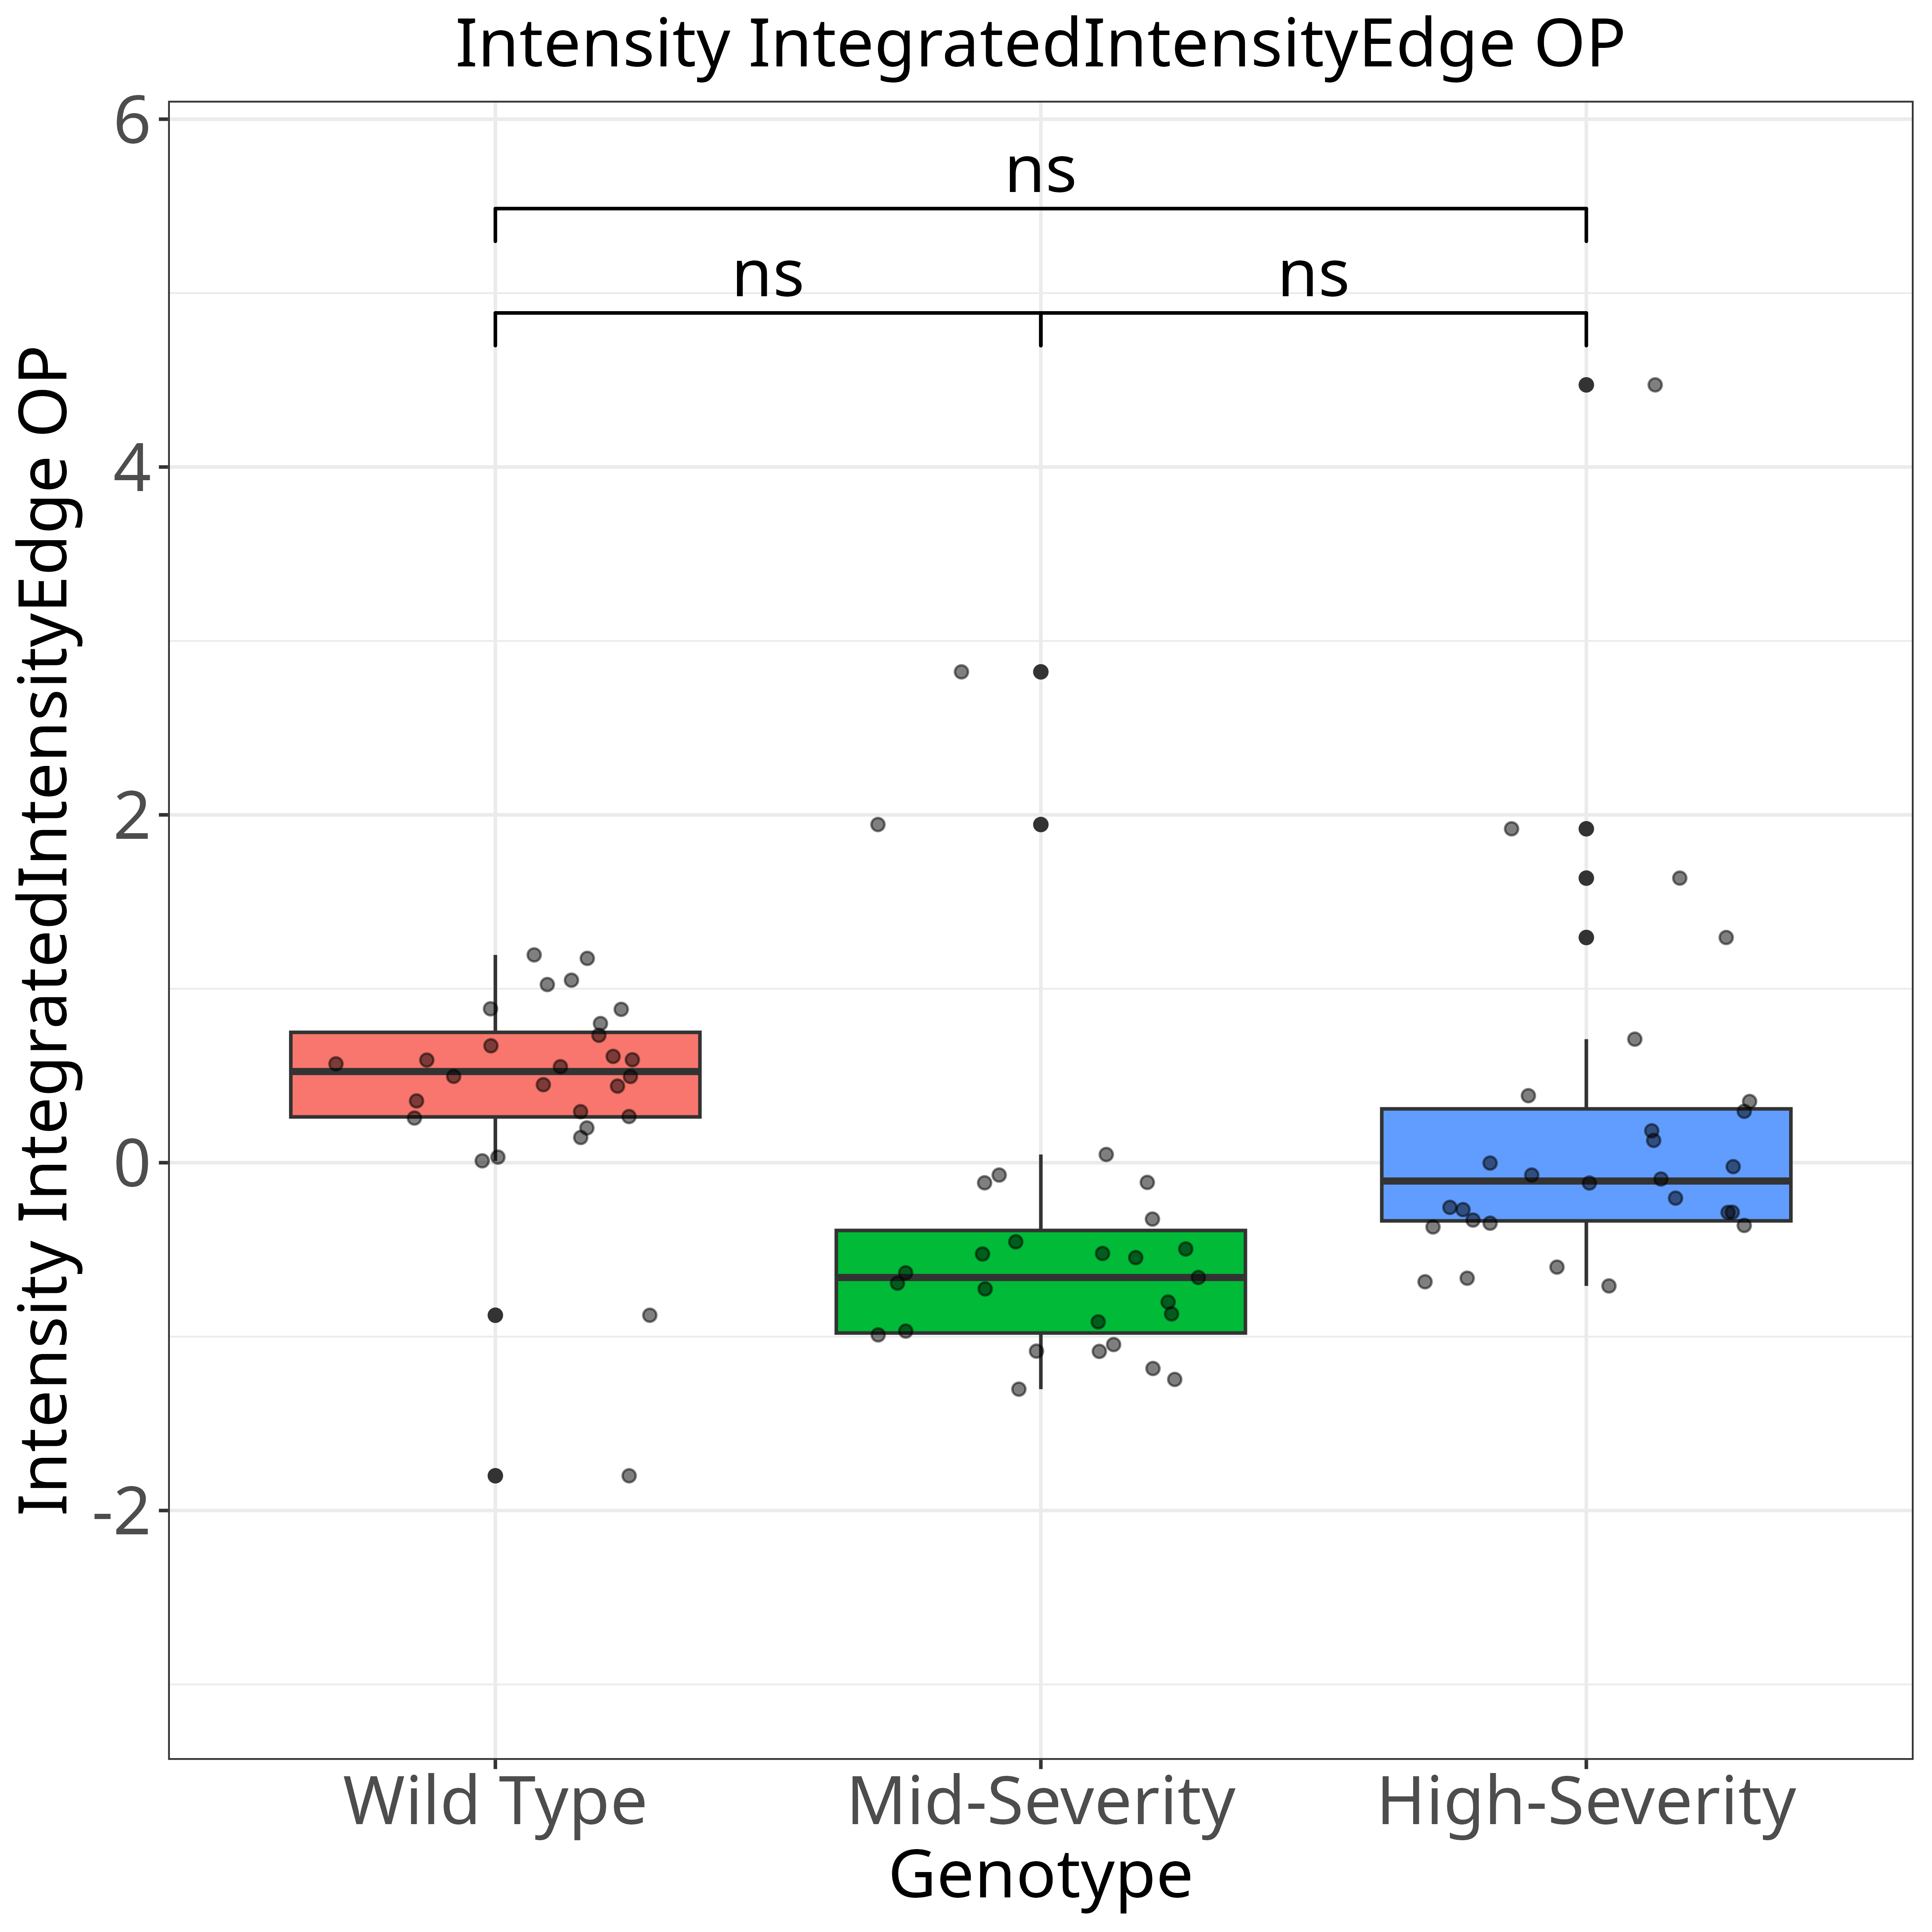 Intensity IntegratedIntensityEdge OP
Intensity IntegratedIntensityEdge OP
6
4
2
0
-2
ns
ns
ns
Wild Type
Mid-Severity
High-Severity
Genotype